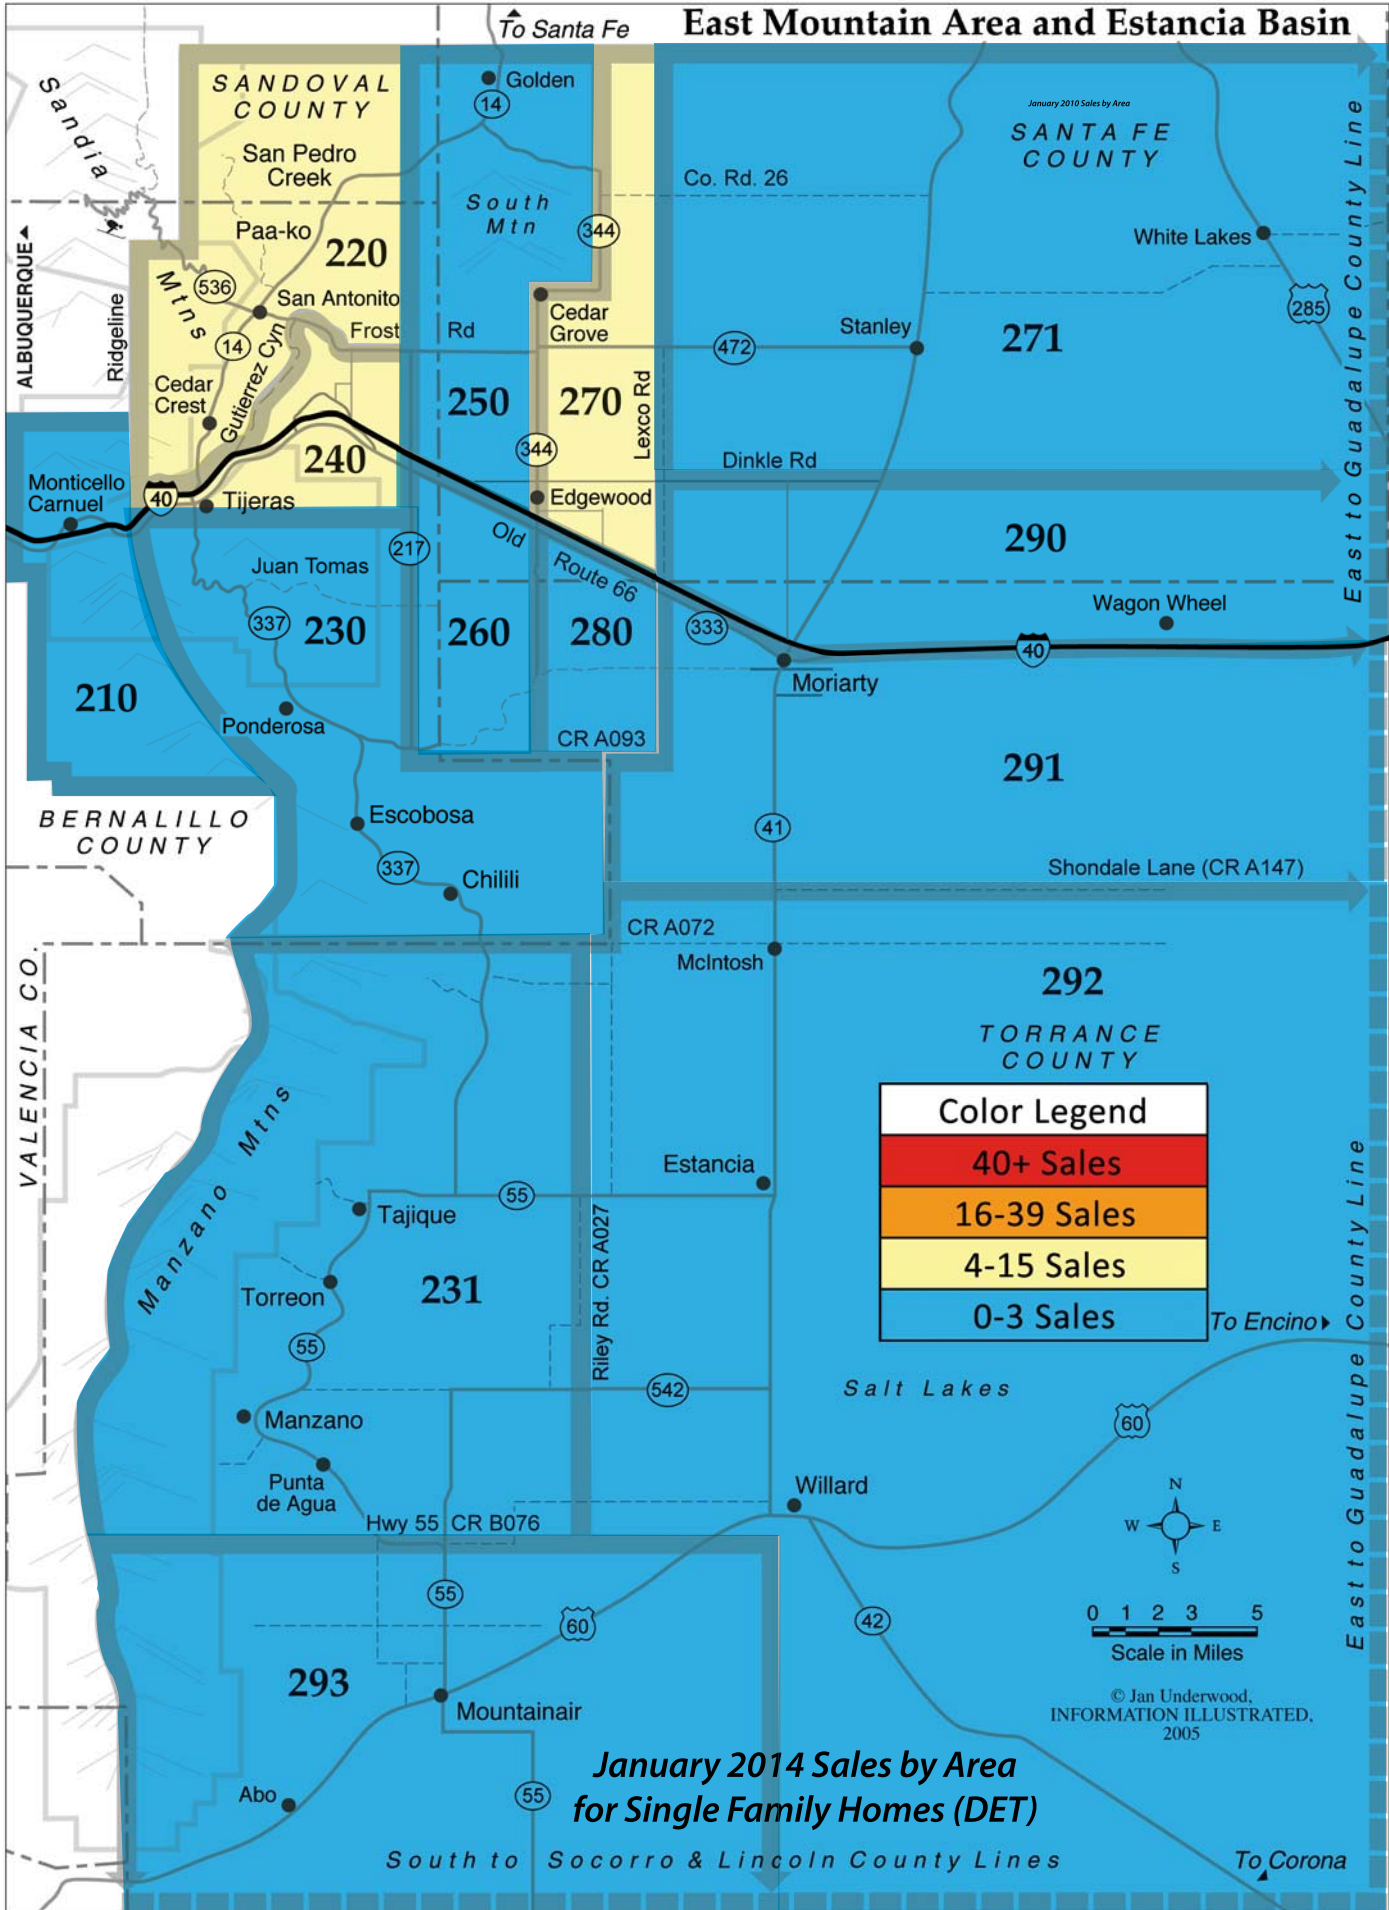 To Santa Fe
East Mountain Area and Estancia Basin
SANDOVAL
COUNTY
Golden
14
January 2010 Sales by Area
SANTA FE
COUNTY
Sandia
Mtns
San Pedro
Creek
Co. Rd. 26
South
Mtn
344
White Lakes
Paa-ko
220
ALBUQUERQUE
Ridgeline
536
San Antonito
Cedar
Grove
285
East to Guadalupe County Line
14
Frost
Rd
472
Stanley
271
Cedar
Crest
Gutierrez Cyn
250
270
Lexco Rd
344
240
Dinkle Rd
Monticello
Carnuel
40
Tijeras
Edgewood
Old
Route 66
217
290
Juan Tomas
337
230
260
280
333
Wagon Wheel
40
210
Moriarty
Ponderosa
CR A093
291
BERNALILLO
COUNTY
Escobosa
41
337
Chilili
Shondale Lane (CR A147)
CR A072
McIntosh
VALENCIA CO.
292
TORRANCE
COUNTY
Manzano Mtns
Color Legend
40+ Sales
16-39 Sales
4-15 Sales
0-3 Sales
Estancia
55
Tajique
Riley Rd. CR A027
231
Torreon
To Encino
East to Guadalupe County Line
55
542
Salt Lakes
Manzano
60
Punta
de Agua
Willard
N
W
E
S
Hwy 55
CR B076
55
60
42
0 1 2 3 5
Scale in Miles
293
Mountainair
© Jan Underwood,
INFORMATION ILLUSTRATED,
2005
January 2014 Sales by Area
for Single Family Homes (DET)
Abo
55
South to Socorro & Lincoln County Lines
To Corona